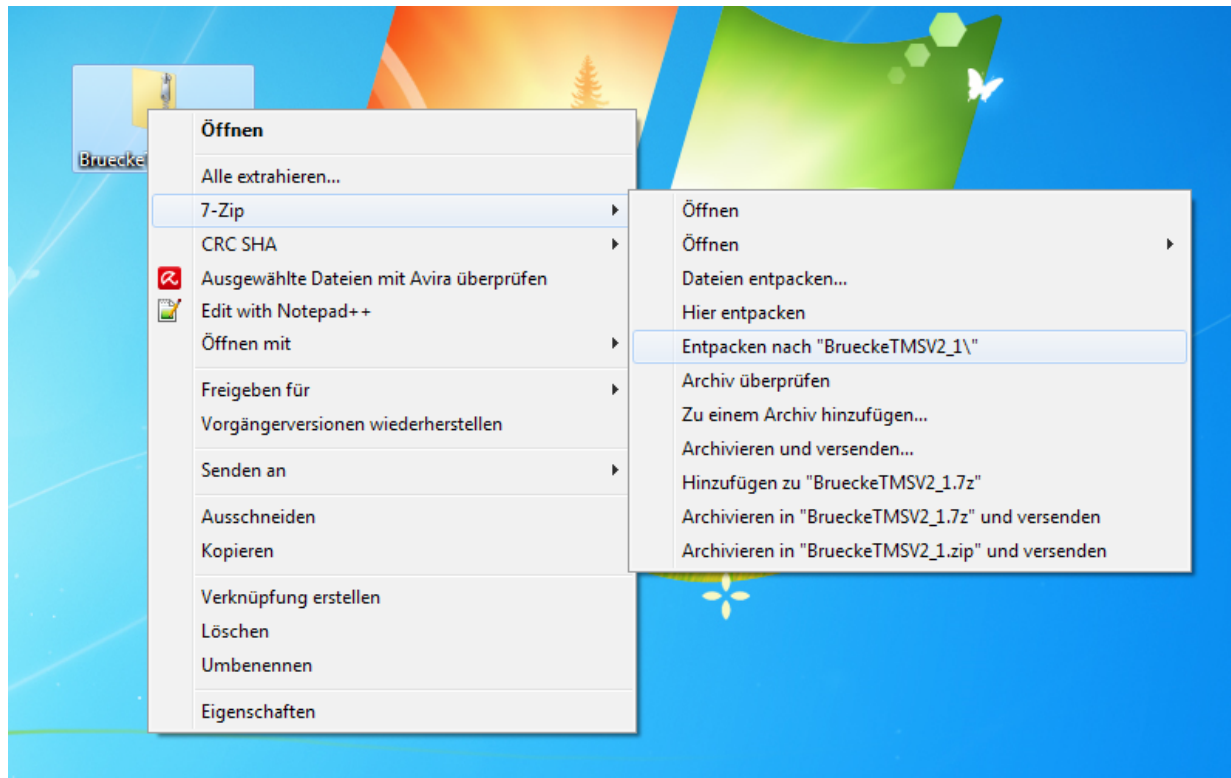 Bruecke
Öffnen
Alle extrahieren...
7-Zip
CRC SHA
Ausgewählte Dateien mit Avira überprüfen
Edit with Notepad++
Öffnen mit
Freigeben für
Vorgängerversionen wiederherstellen
Senden an
Ausschneiden
Kopieren
Verknüpfung erstellen
Löschen
Umbenennen
Eigenschaften
Öffnen
Öffnen
Dateien entpacken...
Hier entpacken
Entpacken nach "BrueckeTMSV2_1\"
Archiv überprüfen
Zu einem Archiv hinzufügen...
Archivieren und versenden...
Hinzufügen zu "BrueckeTMSV2_1.7z"
Archivieren in "BrueckeTMSV2_1.7z" und versenden
Archivieren in "BrueckeTMSV2_1.zip" und versenden